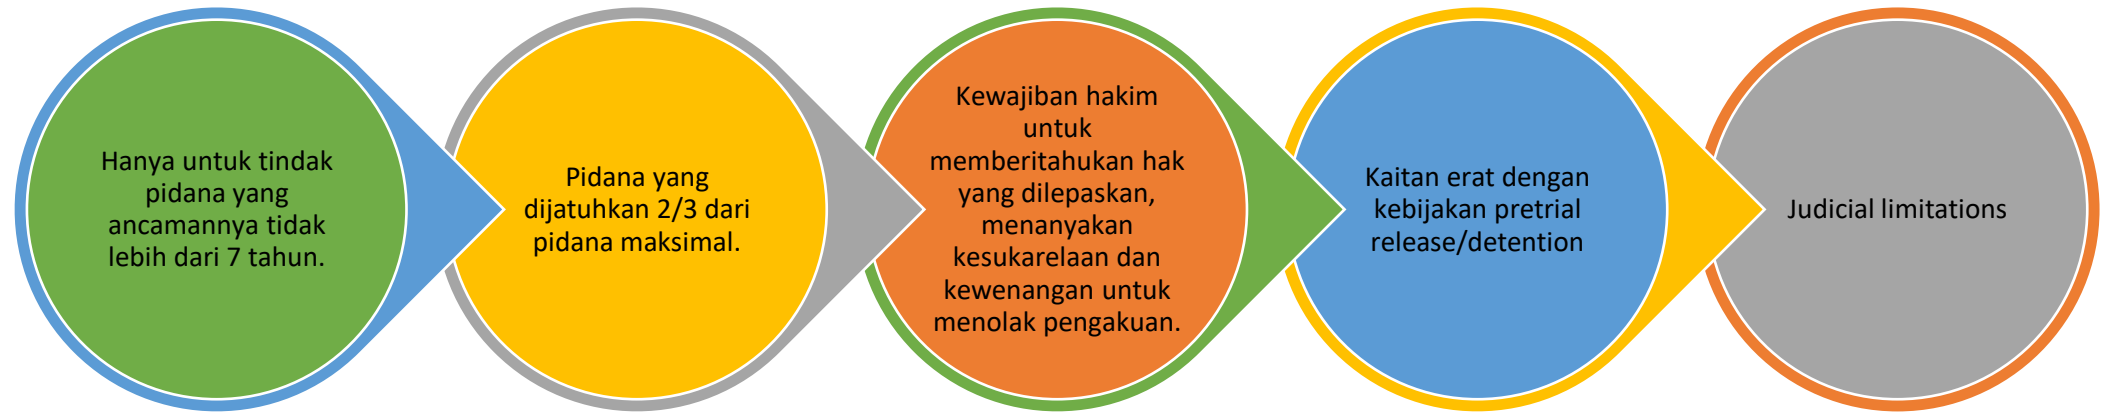 Hanya untuk tindak
pidana yang
ancamannya tidak
lebih dari 7 tahun.
Pidana yang
dijatuhkan 2/3 dari
pidana maksimal.
Kewajiban hakim
untuk
memberitahukan hak
yang dilepaskan,
menanyakan
kesukarelaan dan
kewenangan untuk
menolak pengakuan.
Kaitan erat dengan
kebijakan pretrial
release/detention
Judicial limitations